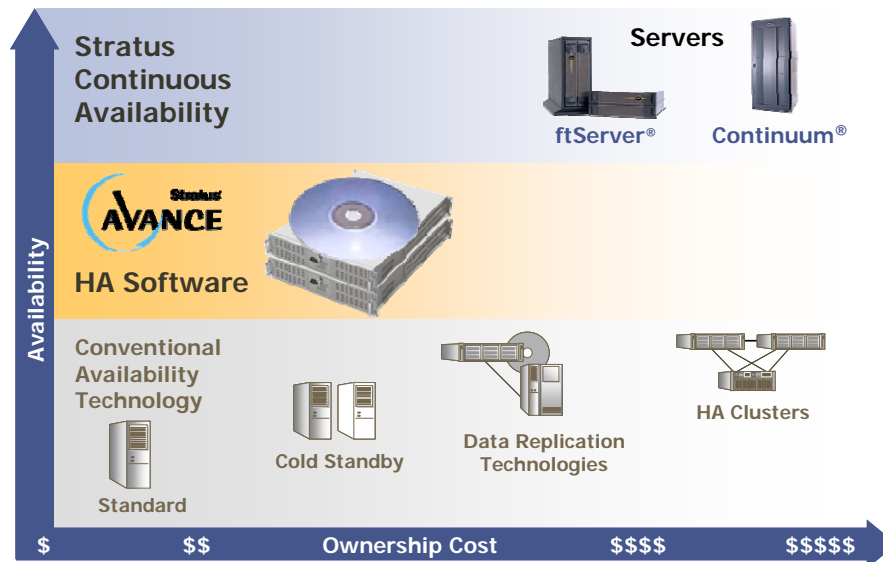 Stratus
Continuous
Availability
Servers
ftServer®
Continuum®
Stratus
AVANCE
HA Software
Availability
Conventional
Availability
Technology
Standard
Cold Standby
Data Replication
Technologies
HA Clusters
$ $$ Ownership Cost $$$$ $$$$$